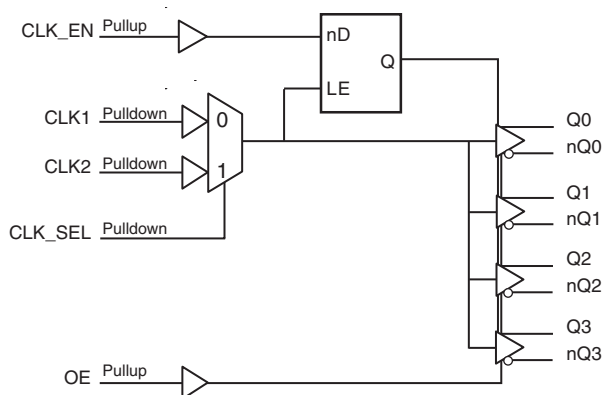 CLK_EN Pullup
nD
Q
LE
CLK1 Pulldown
0
CLK2 Pulldown
1
CLK_SEL Pulldown
Q0
nQ0
Q1
nQ1
Q2
nQ2
Q3
nQ3
OE Pullup